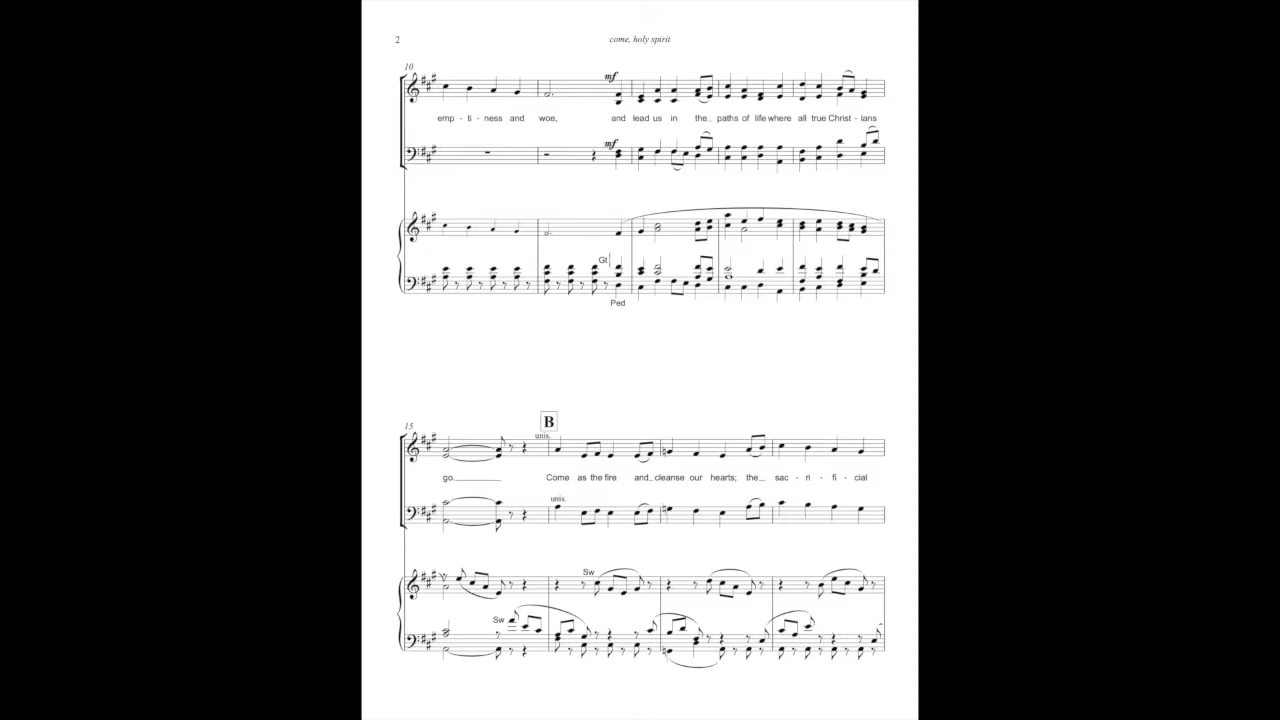 2
come, holy spirit
10
mf
emp - ti - ness and woe, and lead us in the paths of life where all true Christ - ians
mf
Gt
Ped
15
B
unis.
go. Come as the fire and cleanse our hearts; the sac - ri - fi - cial
unis.
Sw
Sw